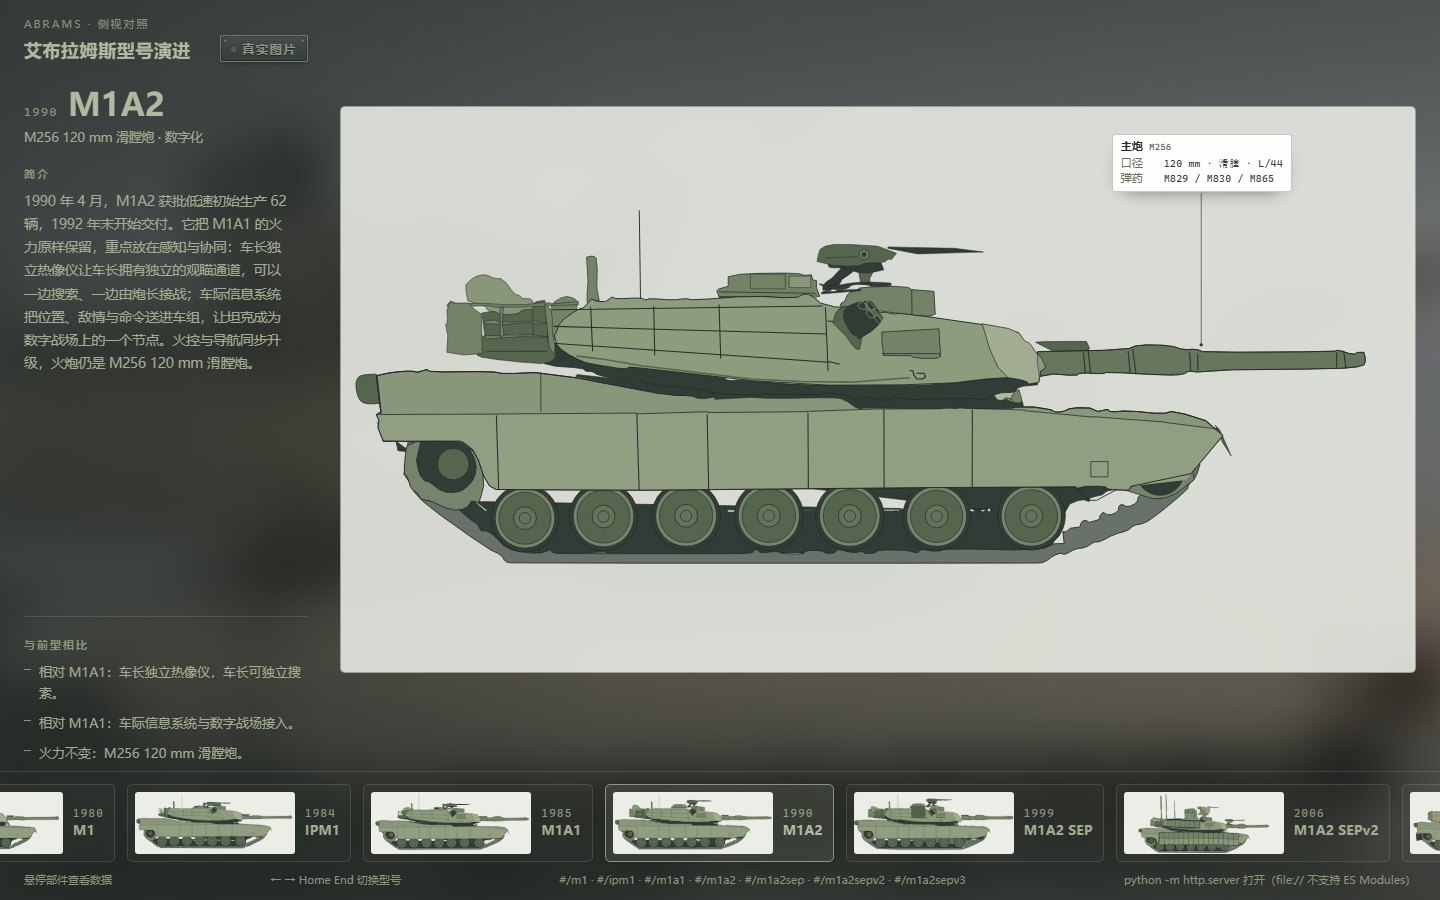 ABRAMS · 侧视对照
艾布拉姆斯型号演进
真实图片
1990 M1A2
M256 120 mm 滑膛炮 · 数字化
简介
1990 年 4 月，M1A2 获批低速初始生产 62
辆，1992 年末开始交付。它把 M1A1 的火
力原样保留，重点放在感知与协同：车长独
立热像仪让车长拥有独立的观瞄通道，可以
一边搜索、一边由炮长接战；车际信息系统
把位置、敌情与命令送进车组，让坦克成为
数字战场上的一个节点。火控与导航同步升
级，火炮仍是 M256 120 mm 滑膛炮。
主炮 M256
口径 120 mm · 滑膛 · L/44
弹药 M829 / M830 / M865
与前型相比
– 相对 M1A1：车长独立热像仪，车长可独立搜
索。
– 相对 M1A1：车际信息系统与数字战场接入。
– 火力不变：M256 120 mm 滑膛炮。
1980
M1
1984
IPM1
1985
M1A1
1990
M1A2
1999
M1A2 SEP
2006
M1A2 SEPv2
悬停部件查看数据
← → Home End 切换型号
#/m1 · #/ipm1 · #/m1a1 · #/m1a2 · #/m1a2sep · #/m1a2sepv2 · #/m1a2sepv3
python -m http.server 打开（file:// 不支持 ES Modules）